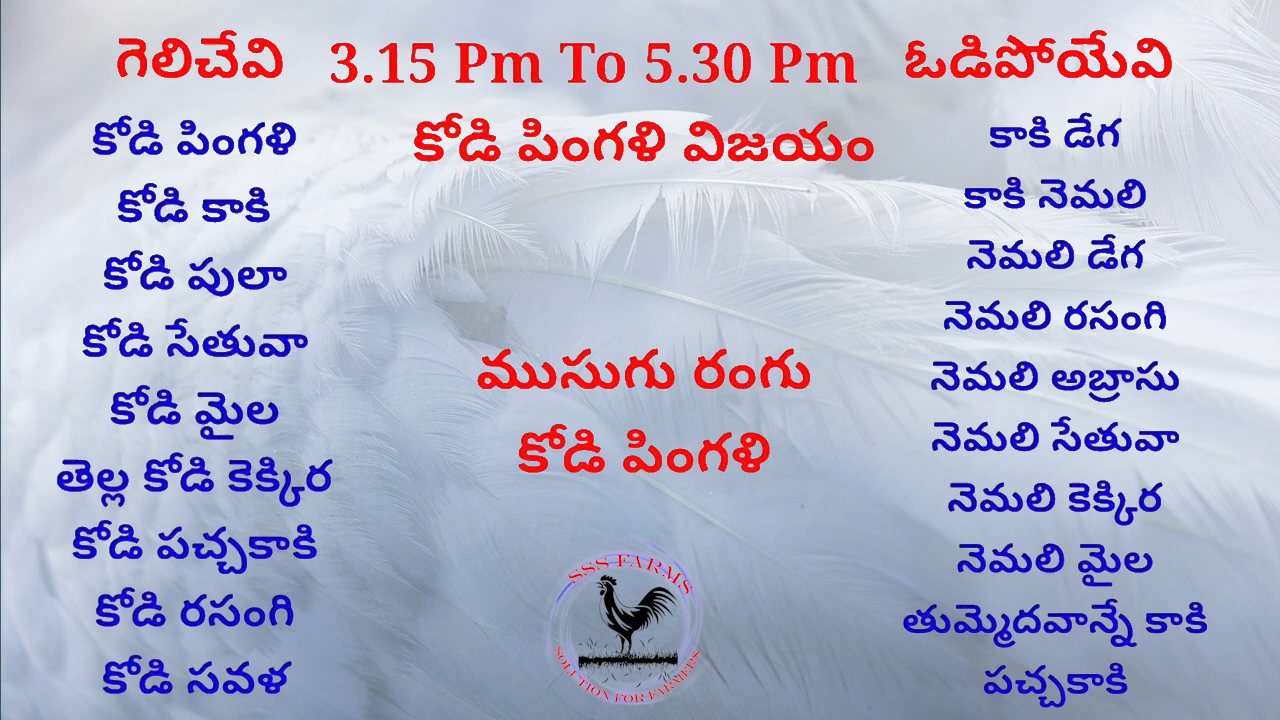 గెలిచేవి 3.15 Pm To 5.30 Pm ఓడిపోయేవి
కోడి పింగళి విజయం
కోడి పింగళి
కోడి కాకి
కోడి పులా
కోడి సేతువా
కోడి మైల
తెల్ల కోడి కెక్కిర
కోడి పచ్చకాకి
కోడి రసంగి
కోడి సవళ
ముసుగు రంగు
కోడి పింగళి
SSS FARMS
SOLUTION FOR FARMERS
కాకి డేగ
కాకి నెమలి
నెమలి డేగ
నెమలి రసంగి
నెమలి అబ్రాసు
నెమలి సేతువా
నెమలి కెక్కిర
నెమలి మైల
తుమ్మెదవాన్నే కాకి
పచ్చకాకి